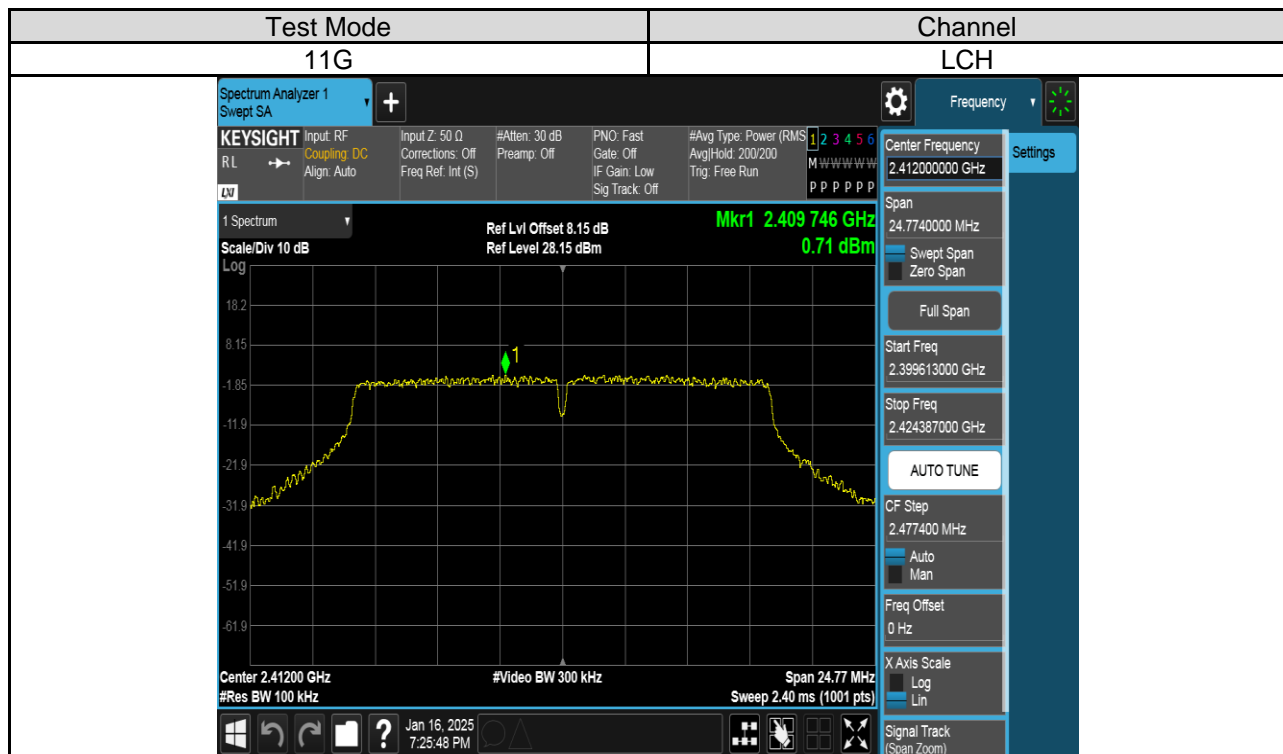 Test Mode Channel
11G LCH
Spectrum Analyzer 1
Swept SA
Frequency
KEYSIGHT
R L
LXI
Input: RF
Coupling: DC
Align: Auto
Input Z: 50 Ω
Corrections: Off
Freq Ref: Int (S)
#Atten: 30 dB
Preamp: Off
PNO: Fast
Gate: Off
IF Gain: Low
Sig Track: Off
#Avg Type: Power (RMS
Avg|Hold: 200/200
Trig: Free Run
1 2 3 4 5 6
M W W W W W
P P P P P P
1 Spectrum
Scale/Div 10 dB
Log
Ref Lvl Offset 8.15 dB
Ref Level 28.15 dBm
Mkr1 2.409 746 GHz
0.71 dBm
18.2
8.15
-1.85
-11.9
-21.9
-31.9
-41.9
-51.9
-61.9
1
Center 2.41200 GHz
#Res BW 100 kHz
#Video BW 300 kHz
Span 24.77 MHz
Sweep 2.40 ms (1001 pts)
Center Frequency
2.412000000 GHz
Settings
Span
24.7740000 MHz
Swept Span
Zero Span
Full Span
Start Freq
2.399613000 GHz
Stop Freq
2.424387000 GHz
AUTO TUNE
CF Step
2.477400 MHz
Auto
Man
Freq Offset
0 Hz
X Axis Scale
Log
Lin
Signal Track
(Span Zoom)
?
Jan 16, 2025
7:25:48 PM